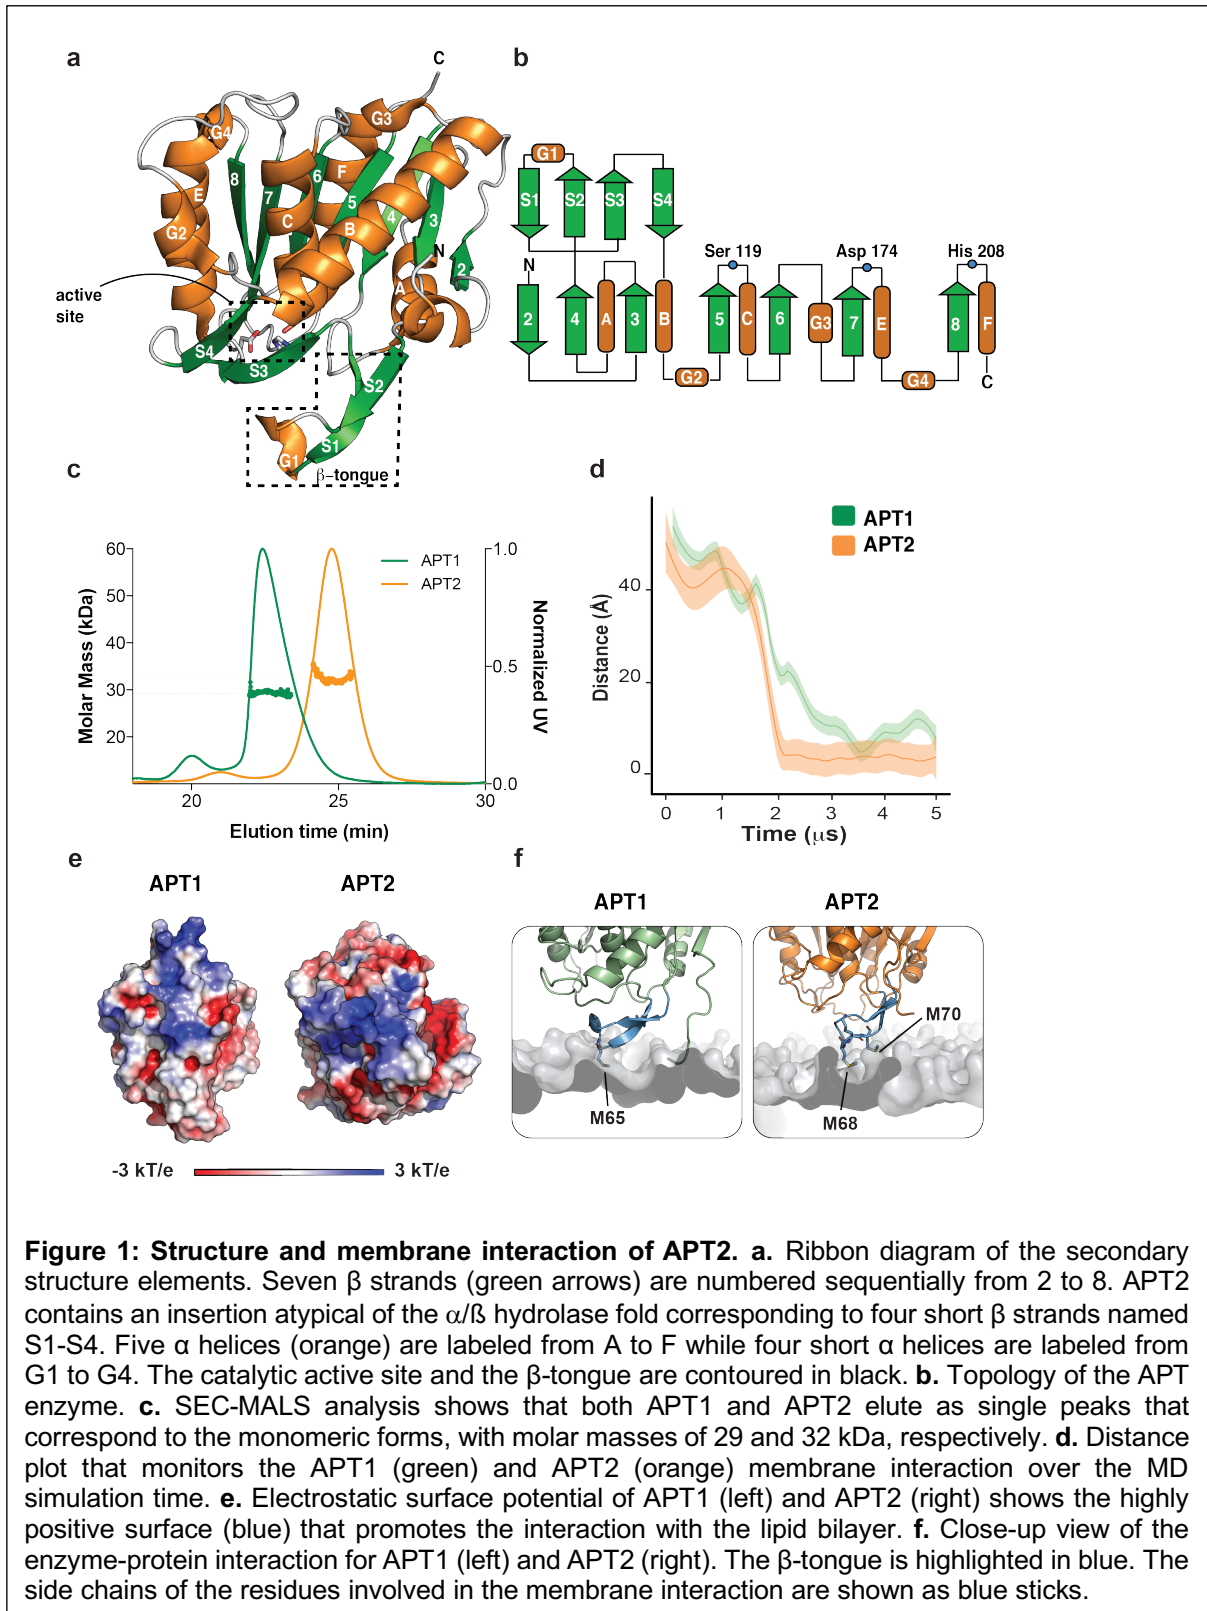 a
C
G3
G4
8
6
F
E
7
5
4
3
C
B
G2
N
2
A
active
site
S4
S3
S2
S1
G1
β-tongue
b
G1
S1
S2
S3
S4
N
Ser 119
Asp 174
His 208
2
4
A
3
B
5
C
6
G3
7
E
8
F
G2
G4
C
c
60
50
40
30
20
Molar Mass (kDa)
APT1
APT2
1.0
0.5
0.0
Normalized UV
20
25
30
Elution time (min)
d
APT1
APT2
40
20
0
Distance (Å)
0
1
2
3
4
5
Time (μs)
e
APT1
APT2
-3 kT/e
3 kT/e
f
APT1
APT2
M65
M70
M68
Figure 1: Structure and membrane interaction of APT2. a. Ribbon diagram of the secondary
structure elements. Seven β strands (green arrows) are numbered sequentially from 2 to 8. APT2
contains an insertion atypical of the α/ß hydrolase fold corresponding to four short β strands named
S1-S4. Five α helices (orange) are labeled from A to F while four short α helices are labeled from
G1 to G4. The catalytic active site and the β-tongue are contoured in black. b. Topology of the APT
enzyme. c. SEC-MALS analysis shows that both APT1 and APT2 elute as single peaks that
correspond to the monomeric forms, with molar masses of 29 and 32 kDa, respectively. d. Distance
plot that monitors the APT1 (green) and APT2 (orange) membrane interaction over the MD
simulation time. e. Electrostatic surface potential of APT1 (left) and APT2 (right) shows the highly
positive surface (blue) that promotes the interaction with the lipid bilayer. f. Close-up view of the
enzyme-protein interaction for APT1 (left) and APT2 (right). The β-tongue is highlighted in blue. The
side chains of the residues involved in the membrane interaction are shown as blue sticks.